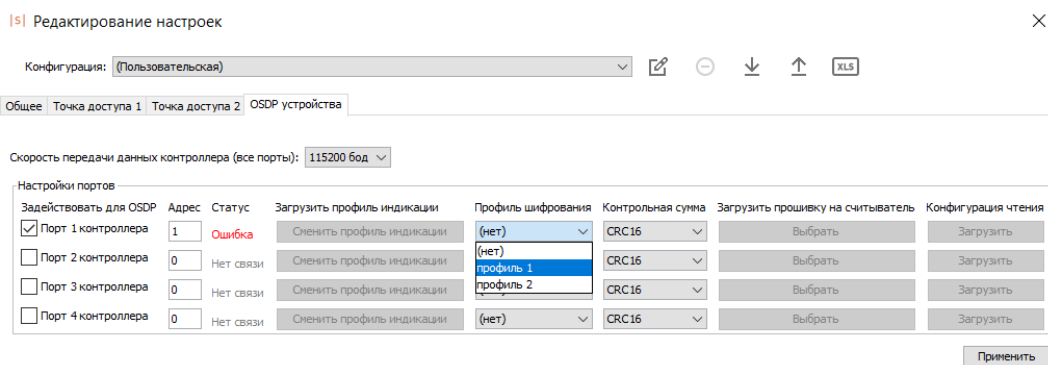 |S| Редактирование настроек
Конфигурация: (Пользовательская) XLS
Общее Точка доступа 1 Точка доступа 2 OSDP устройства
Скорость передачи данных контроллера (все порты): 115200 бод
Настройки портов
Задействовать для OSDP Адрес Статус Загрузить профиль индикации Профиль шифрования Контрольная сумма Загрузить прошивку на считыватель Конфигурация чтения
Порт 1 контроллера 1 Ошибка Сменить профиль индикации (нет) CRC16 Выбрать Загрузить
(нет)
Порт 2 контроллера 0 Нет связи Сменить профиль индикации профиль 1 CRC16 Выбрать Загрузить
Порт 3 контроллера 0 Нет связи Сменить профиль индикации профиль 2 CRC16 Выбрать Загрузить
Порт 4 контроллера 0 Нет связи Сменить профиль индикации (нет) CRC16 Выбрать Загрузить
Применить